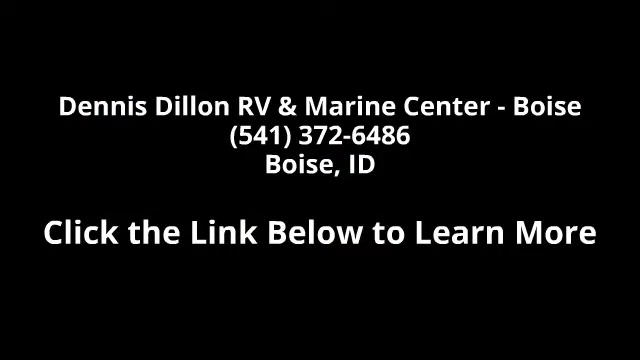 Dennis Dillon RV & Marine Center - Boise
(541) 372-6486
Boise, ID
Click the Link Below to Learn More